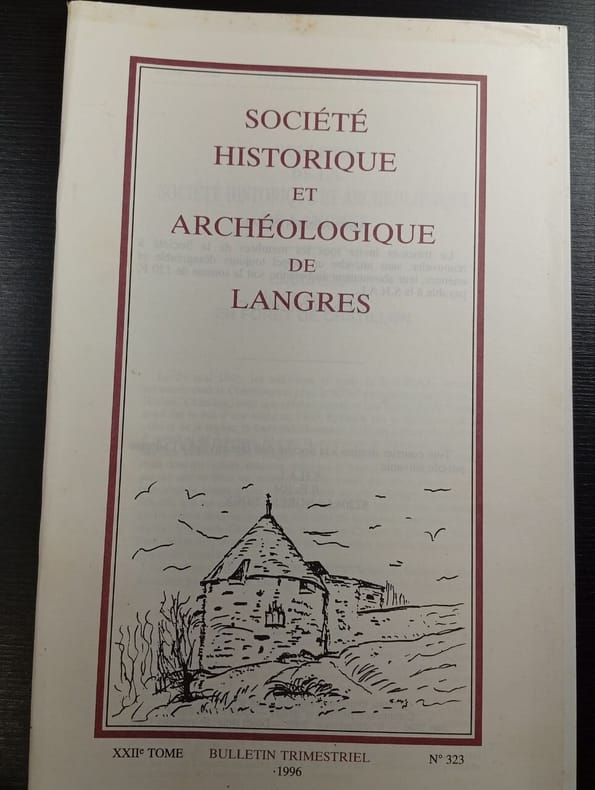 SOCIÉTÉ
HISTORIQUE
ET
ARCHÉOLOGIQUE
DE
LANGRES
XXIIe TOME
BULLETIN TRIMESTRIEL
1996
N° 323